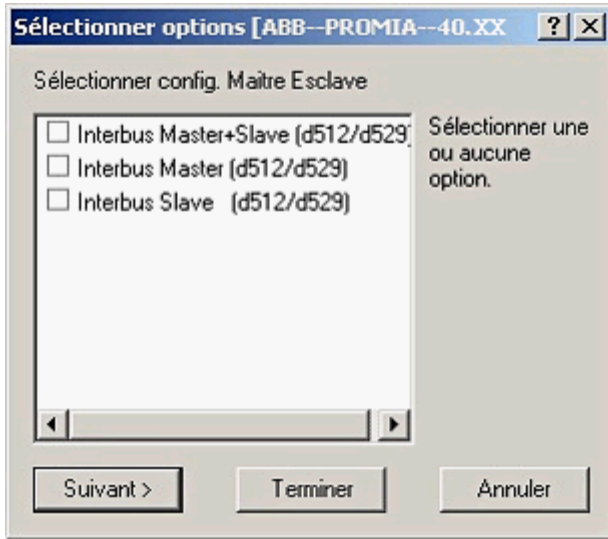 Sélectionner options [ABB--PROMIA--40.XX
Sélectionner config. Maitre Esclave
Interbus Master+Slave (d512/d529)
Interbus Master (d512/d529)
Interbus Slave (d512/d529)
Sélectionner une
ou aucune
option.
Suivant >
Terminer
Annuler